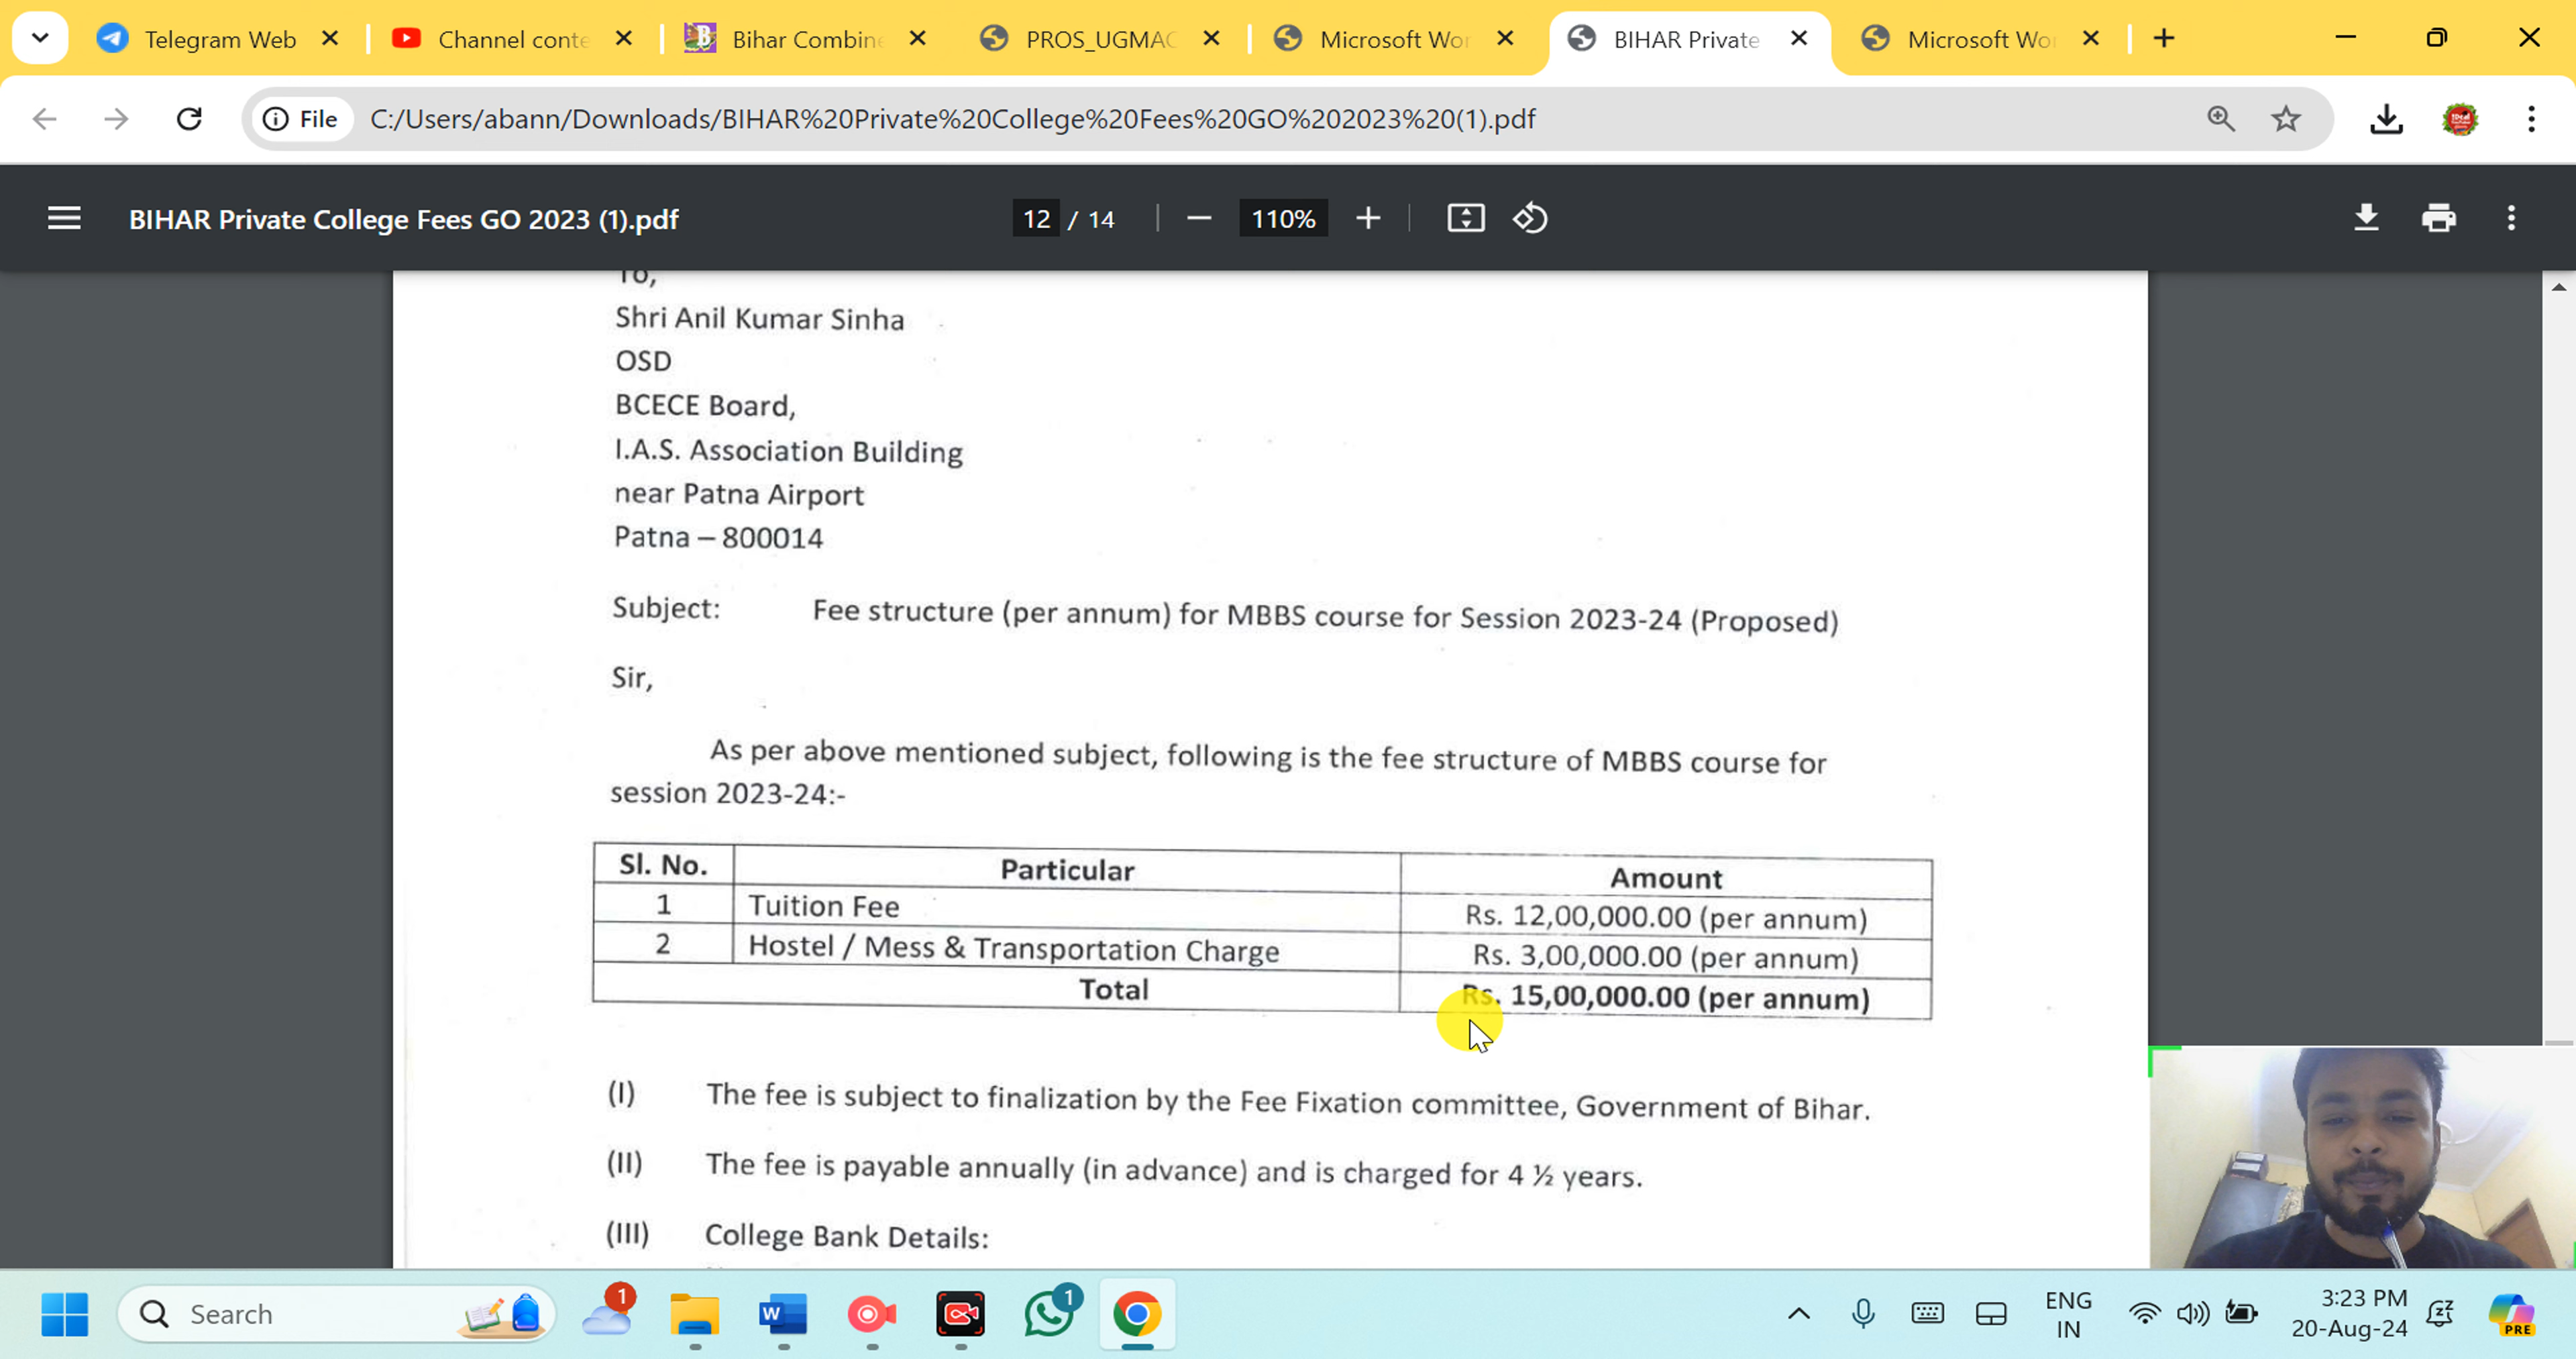 Telegram Web
Channel conte
Bihar Combine
PROS_UGMAC
Microsoft Wor
BIHAR Private
Microsoft Wo
File
C:/Users/abann/Downloads/BIHAR%20Private%20College%20Fees%20GO%202023%20(1).pdf
BIHAR Private College Fees GO 2023 (1).pdf
12 / 14
110%
To,
Shri Anil Kumar Sinha
OSD
BCECE Board,
I.A.S. Association Building
near Patna Airport
Patna – 800014
Subject: Fee structure (per annum) for MBBS course for Session 2023-24 (Proposed)
Sir,
As per above mentioned subject, following is the fee structure of MBBS course for
session 2023-24:-
Sl. No. Particular Amount
1 Tuition Fee Rs. 12,00,000.00 (per annum)
2 Hostel / Mess & Transportation Charge Rs. 3,00,000.00 (per annum)
Total Rs. 15,00,000.00 (per annum)
(I) The fee is subject to finalization by the Fee Fixation committee, Government of Bihar.
(II) The fee is payable annually (in advance) and is charged for 4 ½ years.
(III) College Bank Details:
Search
1
W
1
ENG
IN
3:23 PM
20-Aug-24
PRE